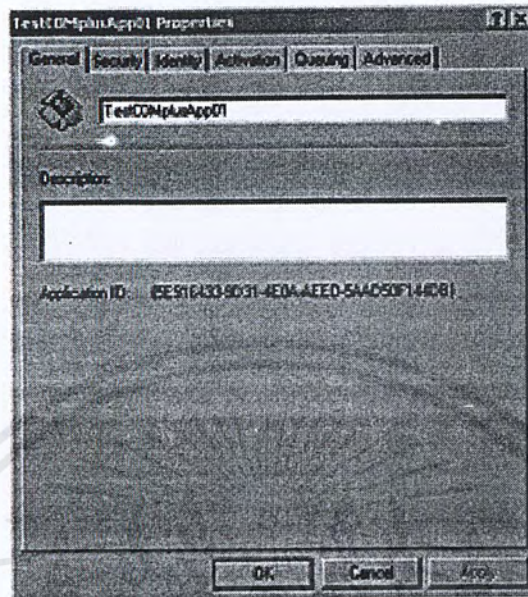 TestCOMplusApp01 Properties
General Security Identity Activation Queuing Advanced
TestCOMplusApp01
Description:
Application ID:
OK Cancel Apply